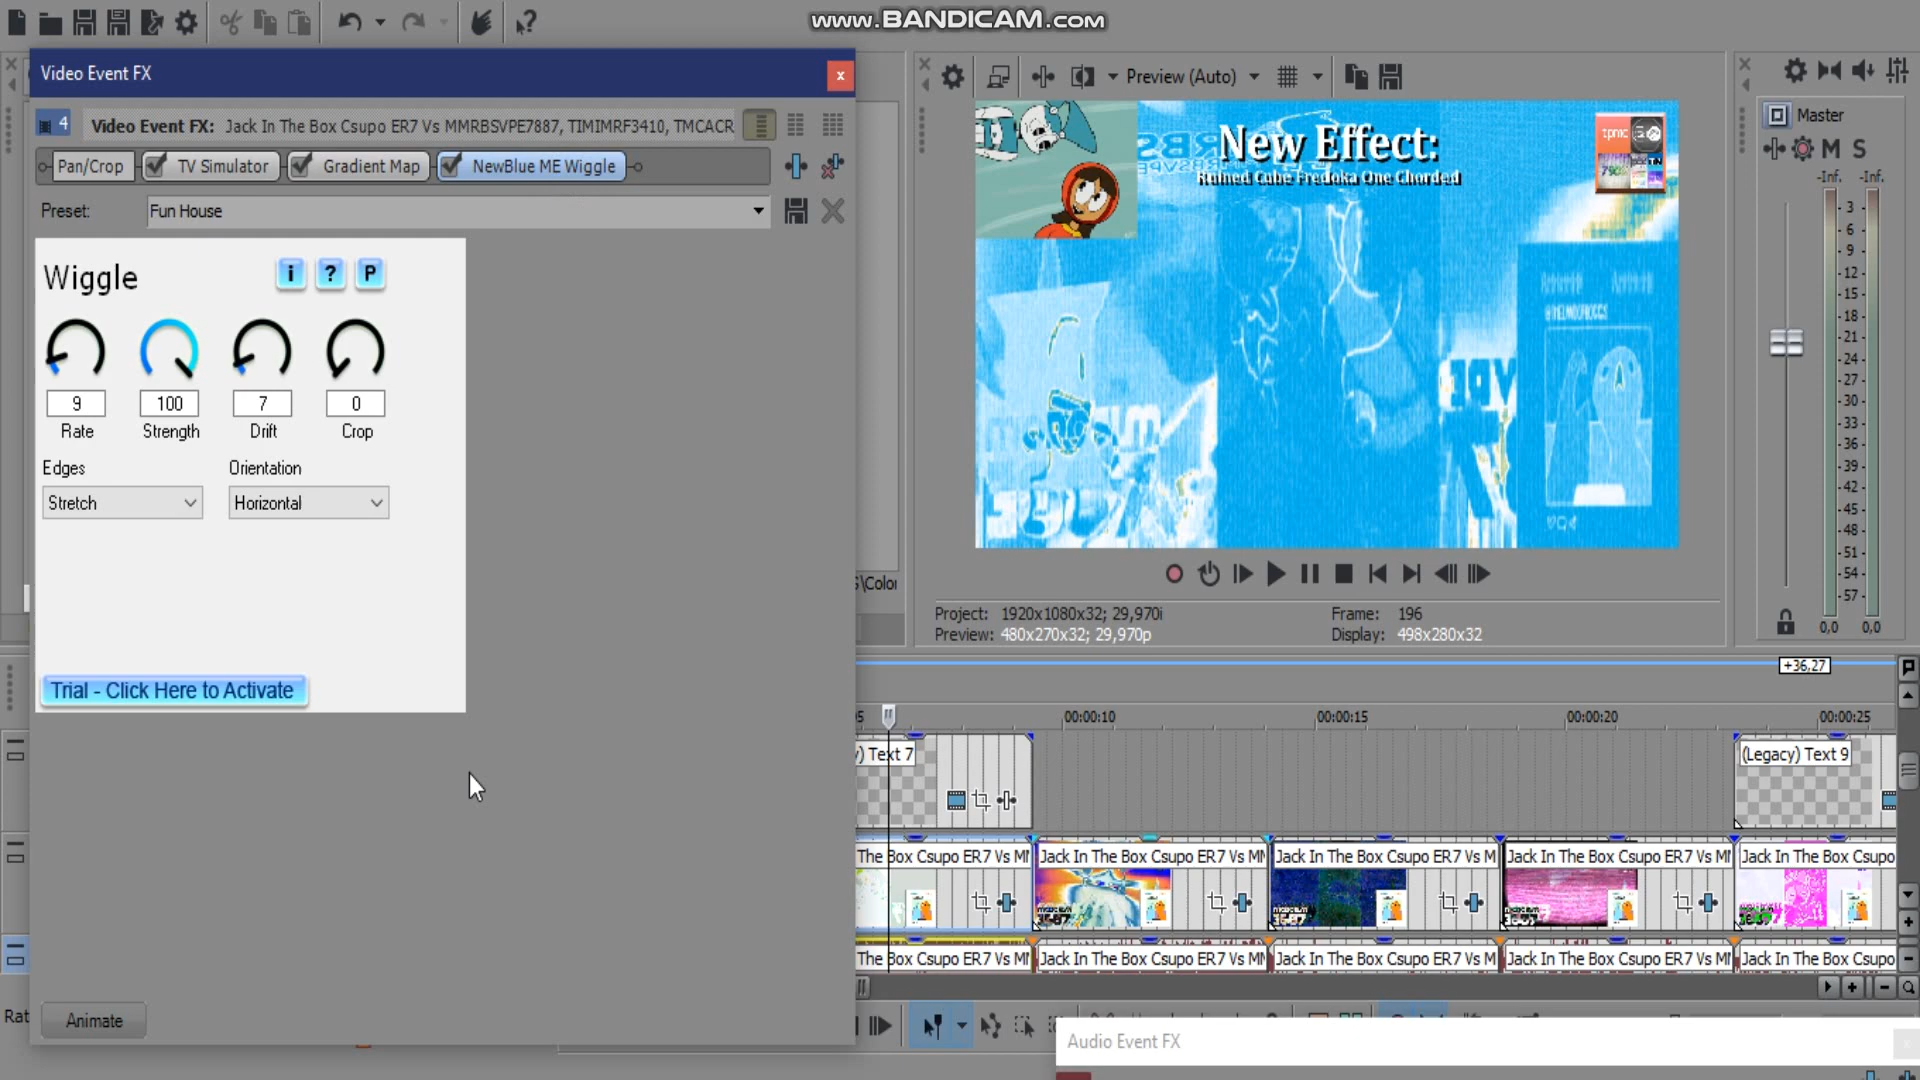 www.BANDICAM.com
Video Event FX
x
4
Video Event FX: Jack In The Box Csupo ER7 Vs MMRBSVPE7887, TIMIMRF3410, TMCACR
Pan/Crop
TV Simulator
Gradient Map
NewBlue ME Wiggle
Preset:
Fun House
Wiggle
i
?
P
9
100
7
0
Rate
Strength
Drift
Crop
Edges
Orientation
Stretch
Horizontal
Trial - Click Here to Activate
Animate
Rat
Preview (Auto)
New Effect:
Ruined Cube Fredoka One Chorded
Project: 1920x1080x32; 29,970i
Frame: 196
Preview: 480x270x32; 29,970p
Display: 498x280x32
Master
M S
-Inf. -Inf.
3
6
9
12
15
18
21
24
27
30
33
36
39
42
45
48
51
54
57
0,0 0,0
S\Color
+36,27
00:00:10
00:00:15
00:00:20
00:00:25
y) Text 7
(Legacy) Text 9
The Box Csupo ER7 Vs MM
Jack In The Box Csupo ER7 Vs MM
Jack In The Box Csupo ER7 Vs M
Jack In The Box Csupo ER7 Vs MM
Jack In The Box Csupo
The Box Csupo ER7 Vs MM
Jack In The Box Csupo ER7 Vs MM
Jack In The Box Csupo ER7 Vs M
Jack In The Box Csupo ER7 Vs MM
Jack In The Box Csupo
Audio Event FX